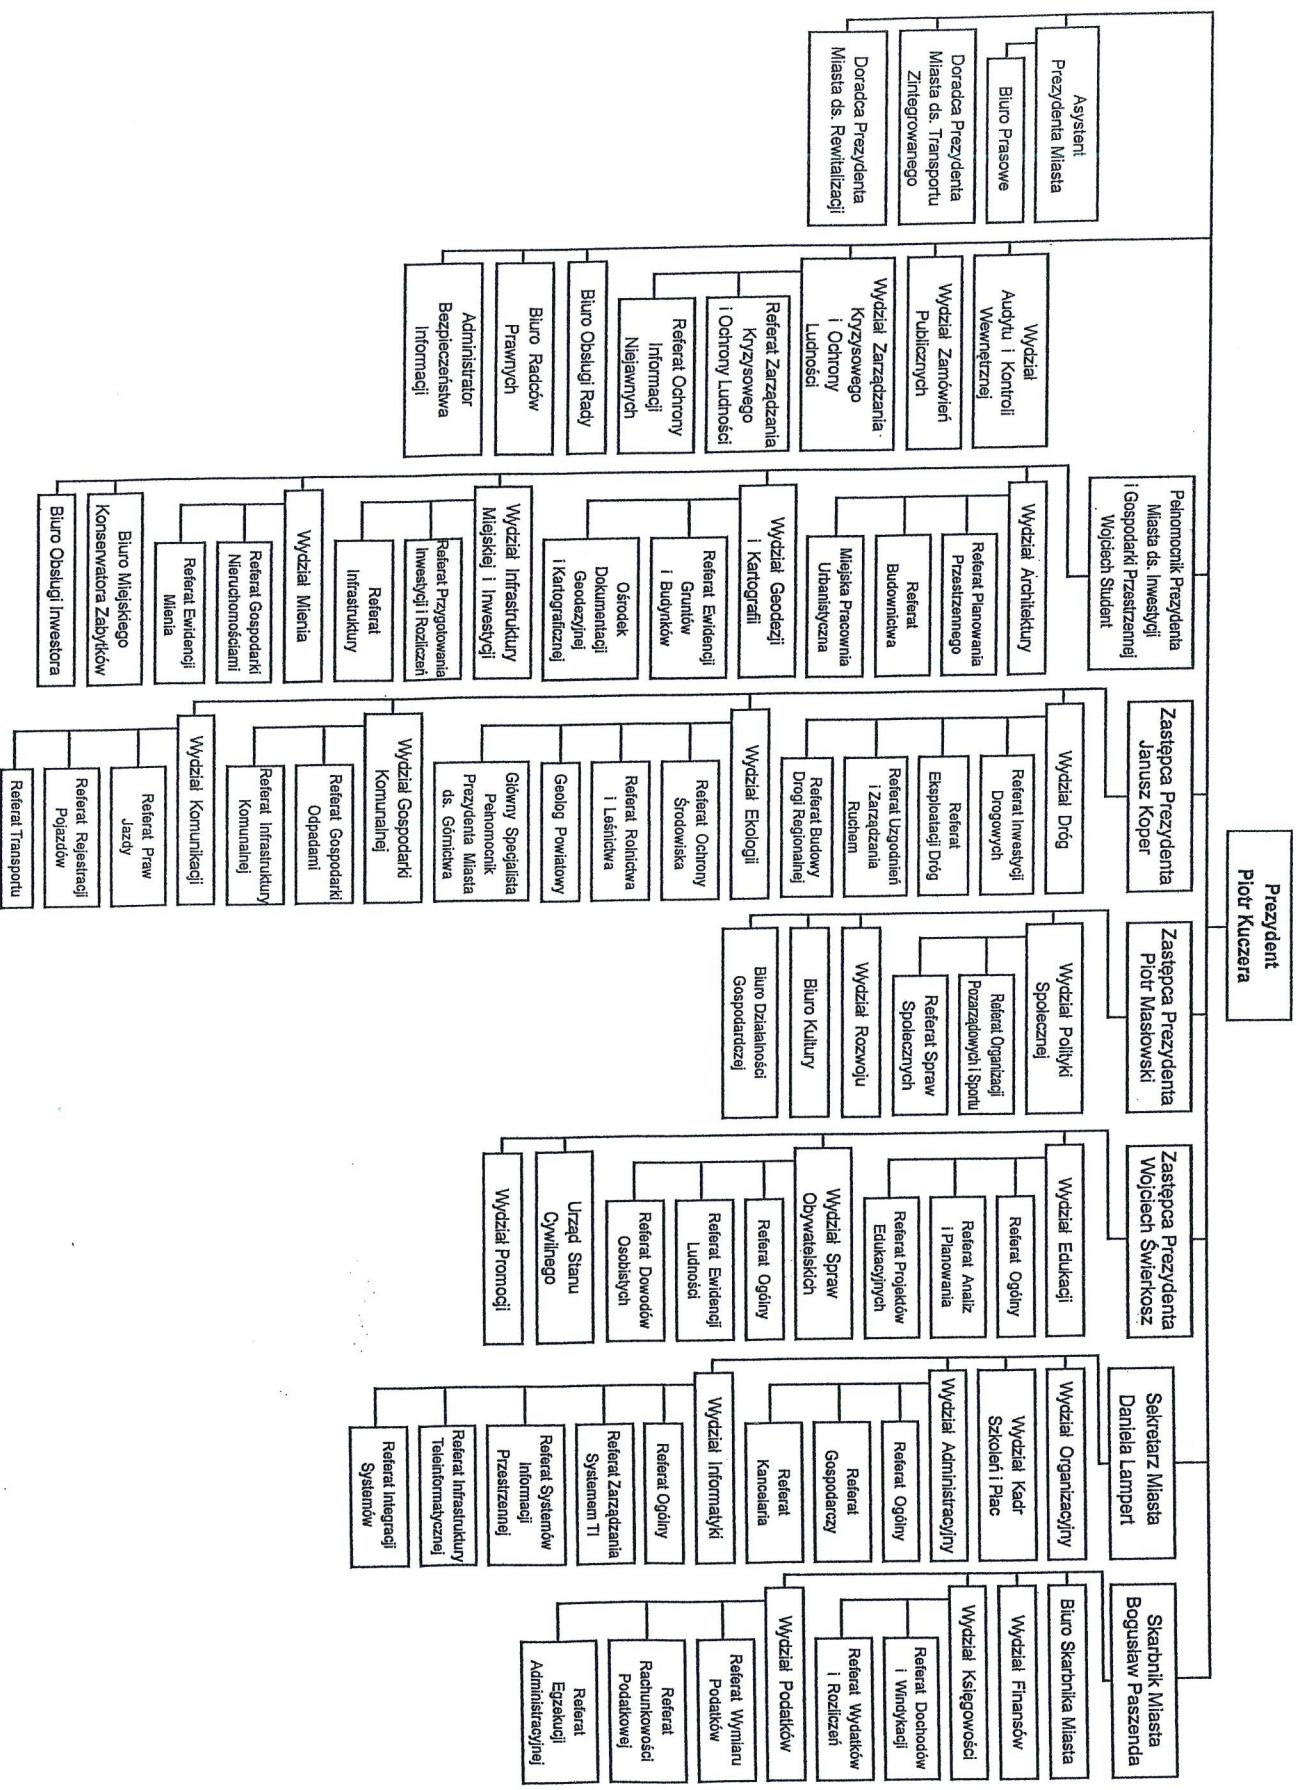 Prezydent
Piotr Kuczera
Asystent
Prezydenta Miasta
Biuro Prasowe
Doradca Prezydenta
Miasta ds. Transportu
Zintegrowanego
Doradca Prezydenta
Miasta ds. Rewitalizacji
Wydział
Audytu i Kontroli
Wewnętrznej
Wydział Zamówień
Publicznych
Wydział Zarządzania
Kryzysowego
i Ochrony
Ludności
Referat Zarządzania
Kryzysowego
i Ochrony Ludności
Referat Ochrony
Informacji
Niejawnych
Biuro Obsługi Rady
Biuro Radców
Prawnych
Administrator
Bezpieczeństwa
Informacji
Pełnomocnik Prezydenta
Miasta ds. Inwestycji
i Gospodarki Przestrzennej
Wojciech Student
Wydział Architektury
Referat Planowania
Przestrzennego
Referat
Budownictwa
Miejska Pracownia
Urbanistyczna
Wydział Geodezji
i Kartografii
Referat Ewidencji
Gruntów
i Budynków
Ośrodek
Dokumentacji
Geodezyjnej
i Kartograficznej
Wydział Infrastruktury
Miejskiej i Inwestycji
Referat Przygotowania
Inwestycji i Rozliczeń
Referat
Infrastruktury
Wydział Mienia
Referat Gospodarki
Nieruchomościami
Referat Ewidencji
Mienia
Biuro Miejskiego
Konserwatora Zabytków
Biuro Obsługi Inwestora
Zastępca Prezydenta
Janusz Koper
Wydział Dróg
Referat Inwestycji
Drogowych
Referat
Eksploatacji Dróg
Referat Uzgodnień
i Zarządzania
Ruchem
Referat Budowy
Drogi Regionalnej
Wydział Ekologii
Referat Ochrony
Środowiska
Referat Rolnictwa
i Leśnictwa
Geolog Powiatowy
Główny Specjalista
Pełnomocnik
Prezydenta Miasta
ds. Górnictwa
Wydział Gospodarki
Komunalnej
Referat Gospodarki
Odpadami
Referat Infrastruktury
Komunalnej
Wydział Komunikacji
Referat Praw
Jazdy
Referat Rejestracji
Pojazdów
Referat Transportu
Zastępca Prezydenta
Piotr Masłowski
Wydział Polityki
Społecznej
Referat Organizacji
Pozarządowych i Sportu
Referat Spraw
Społecznych
Wydział Rozwoju
Biuro Kultury
Biuro Działalności
Gospodardczej
Zastępca Prezydenta
Wojciech Świerkosz
Wydział Edukacji
Referat Ogólny
Referat Analiz
i Planowania
Referat Projektów
Edukacyjnych
Wydział Spraw
Obywatelskich
Referat Ogólny
Referat Ewidencji
Ludności
Referat Dowodów
Osobistych
Urząd Stanu
Cywilnego
Wydział Promocji
Sekretarz Miasta
Daniela Lampert
Wydział Organizacyjny
Wydział Kadr
Szkoleń i Płac
Wydział Administracyjny
Referat Ogólny
Referat
Gospodarczy
Referat
Kancelaria
Wydział Informatyki
Referat Ogólny
Referat Zarządzania
Systemem TI
Referat Systemów
Informacji
Przestrzennej
Referat Infrastruktury
Teleinformatycznej
Referat Integracji
Systemów
Skarbnik Miasta
Bogusław Paszenda
Biuro Skarbnika Miasta
Wydział Finansów
Wydział Księgowości
Referat Dochodów
i Windykacji
Referat Wydatków
i Rozliczeń
Wydział Podatków
Referat Wymiaru
Podatków
Referat
Rachunkowości
Podatkowej
Referat
Egzekucji
Administracyjnej